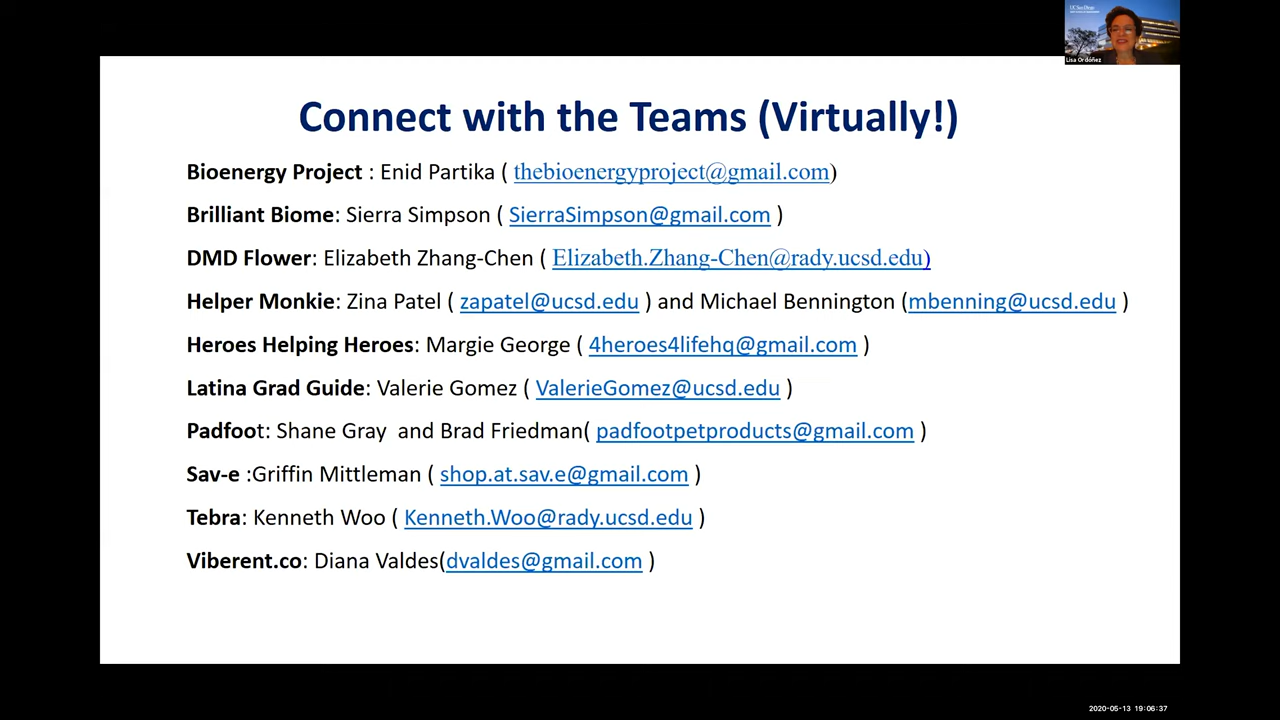 UC San Diego
Lisa Ordóñez
Connect with the Teams (Virtually!)
Bioenergy Project : Enid Partika ( thebioenergyproject@gmail.com)
Brilliant Biome: Sierra Simpson ( SierraSimpson@gmail.com )
DMD Flower: Elizabeth Zhang-Chen ( Elizabeth.Zhang-Chen@rady.ucsd.edu)
Helper Monkie: Zina Patel ( zapatel@ucsd.edu ) and Michael Bennington (mbenning@ucsd.edu )
Heroes Helping Heroes: Margie George ( 4heroes4lifehq@gmail.com )
Latina Grad Guide: Valerie Gomez ( ValerieGomez@ucsd.edu )
Padfoot: Shane Gray  and Brad Friedman( padfootpetproducts@gmail.com )
Sav-e :Griffin Mittleman ( shop.at.sav.e@gmail.com )
Tebra: Kenneth Woo ( Kenneth.Woo@rady.ucsd.edu )
Viberent.co: Diana Valdes(dvaldes@gmail.com )
2020-05-13 19:06:37